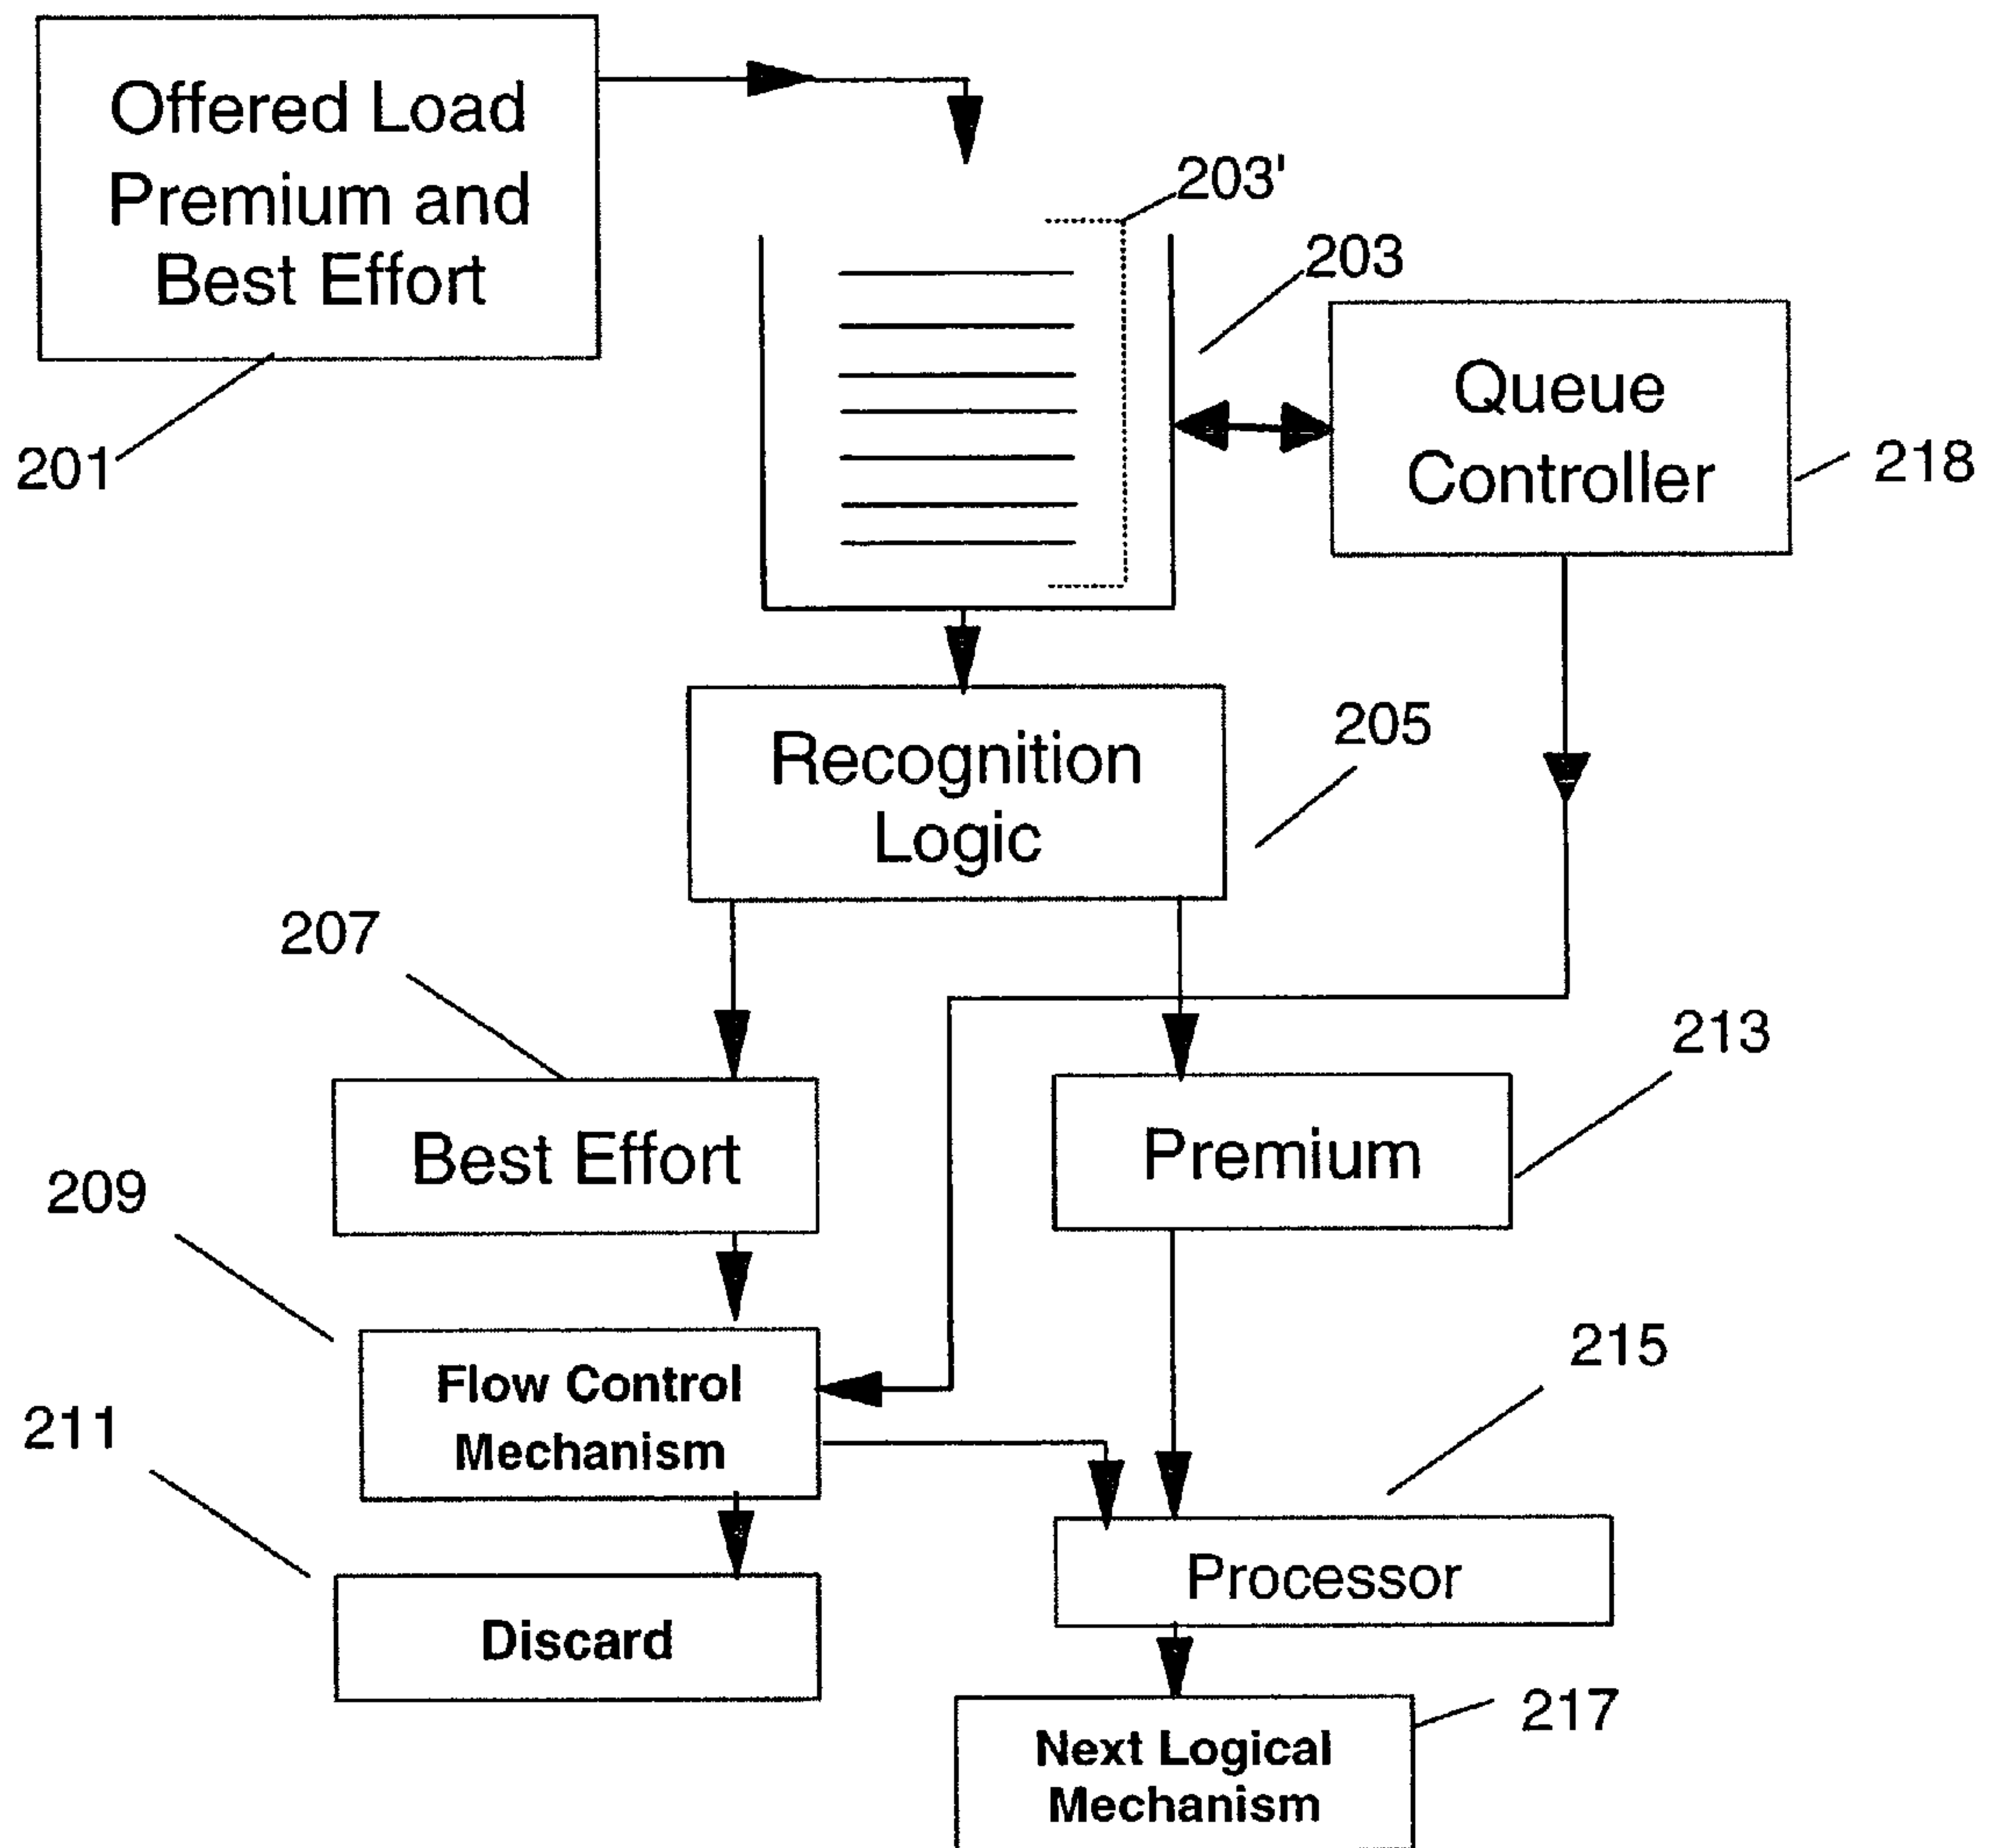 Offered Load
Premium and
Best Effort
201
203'
203
Queue
Controller
218
Recognition
Logic
205
207
Best Effort
213
Premium
209
Flow Control
Mechanism
211
Discard
215
Processor
217
Next Logical
Mechanism